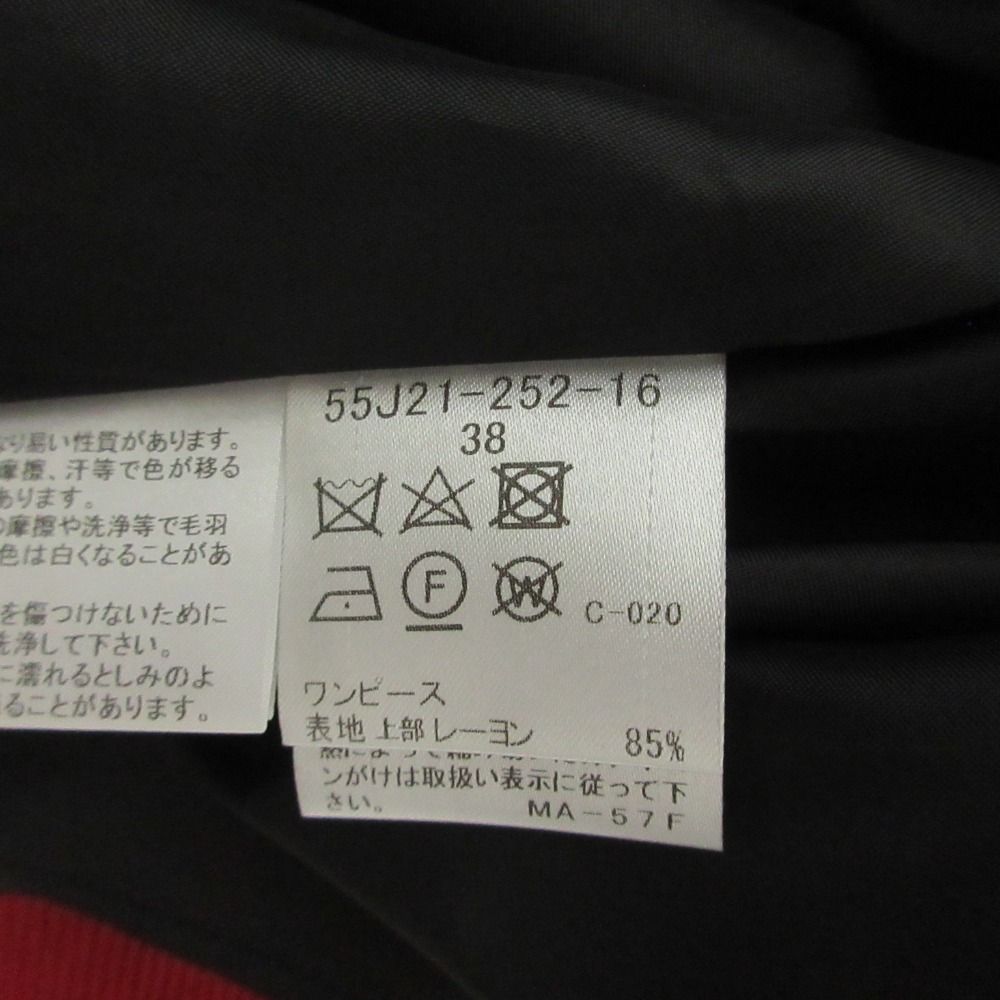 なり易い性質があります。
摩擦、汗等で色が移る
あります。
の摩擦や洗浄等で毛羽
色は白くなることがあ
を傷つけないために
洗浄して下さい。
に濡れるとしみのよ
ることがあります。
55J21-252-16
38
F
W
C-020
ワンピース
表地 上部 レーヨン 85%
ンがけは取扱い表示に従って下
さい。 MA-57F